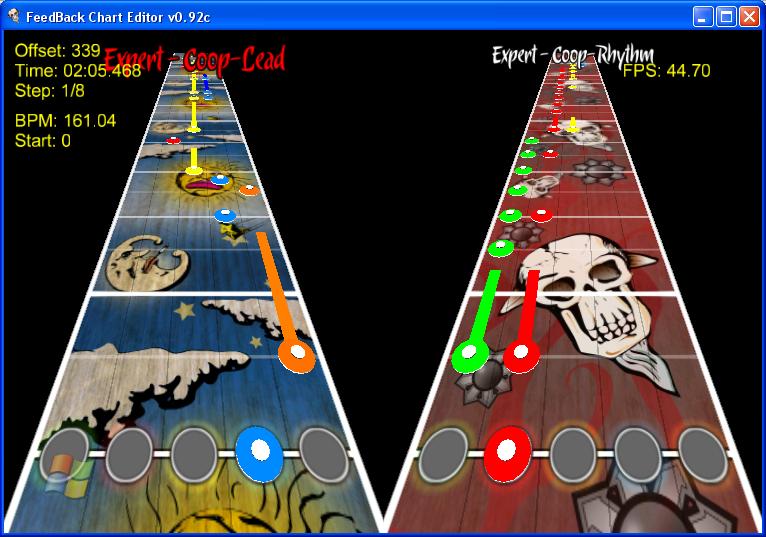 FeedBack Chart Editor v0.92c
Offset: 339
Time: 02:05.468
Step: 1/8
BPM: 161.04
Start: 0
Expert - Coop-Lead
Expert - Coop-Rhythm
FPS: 44.70